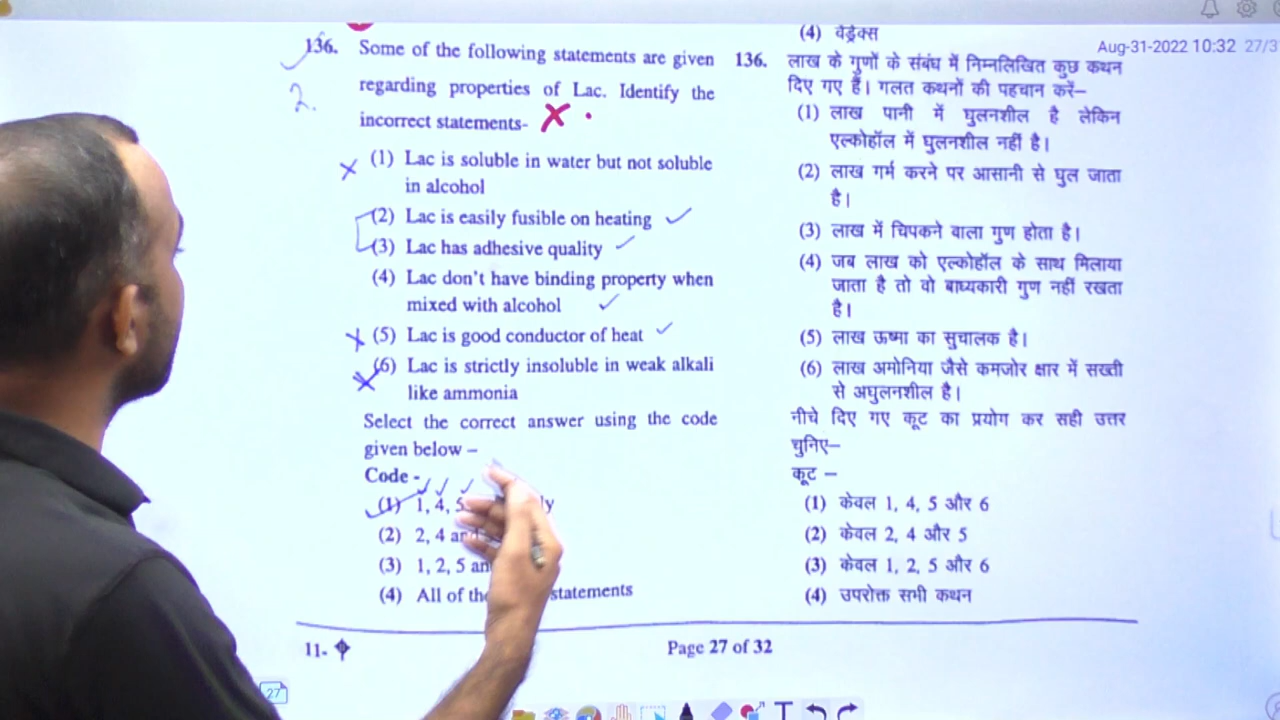 Aug-31-2022 10:32 27/3
136. Some of the following statements are given
regarding properties of Lac. Identify the
incorrect statements-
(1) Lac is soluble in water but not soluble
in alcohol
(2) Lac is easily fusible on heating
(3) Lac has adhesive quality
(4) Lac don't have binding property when
mixed with alcohol
(5) Lac is good conductor of heat
(6) Lac is strictly insoluble in weak alkali
like ammonia
Select the correct answer using the code
given below –
Code -
(1) 1, 4, 5
(2) 2, 4
(3) 1, 2, 5
(4) All of statements
2.
(4) वेड्रेक्स
136. लाख के गुणों के संबंध में निम्नलिखित कुछ कथन
दिए गए हैं। गलत कथनों की पहचान करें–
(1) लाख पानी में घुलनशील है लेकिन
एल्कोहॉल में घुलनशील नहीं है।
(2) लाख गर्म करने पर आसानी से घुल जाता
है।
(3) लाख में चिपकने वाला गुण होता है।
(4) जब लाख को एल्कोहॉल के साथ मिलाया
जाता है तो वो बाध्यकारी गुण नहीं रखता
है।
(5) लाख ऊष्मा का सुचालक है।
(6) लाख अमोनिया जैसे कमजोर क्षार में सख्ती
से अघुलनशील है।
नीचे दिए गए कूट का प्रयोग कर सही उत्तर
चुनिए–
कूट –
(1) केवल 1, 4, 5 और 6
(2) केवल 2, 4 और 5
(3) केवल 1, 2, 5 और 6
(4) उपरोक्त सभी कथन
11-
Page 27 of 32
27